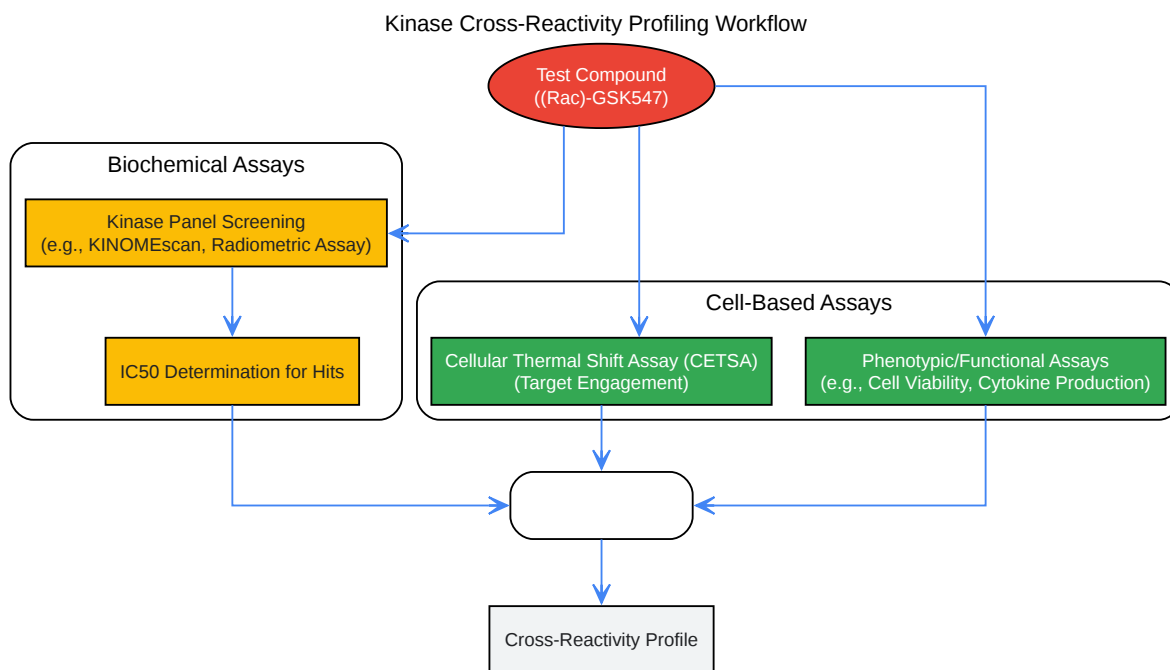 Kinase Cross-Reactivity Profiling Workflow
Test Compound
((Rac)-GSK547)
Biochemical Assays
Kinase Panel Screening
(e.g., KINOMEscan, Radiometric Assay)
IC50 Determination for Hits
Cell-Based Assays
Cellular Thermal Shift Assay (CETSA)
(Target Engagement)
Phenotypic/Functional Assays
(e.g., Cell Viability, Cytokine Production)
Cross-Reactivity Profile